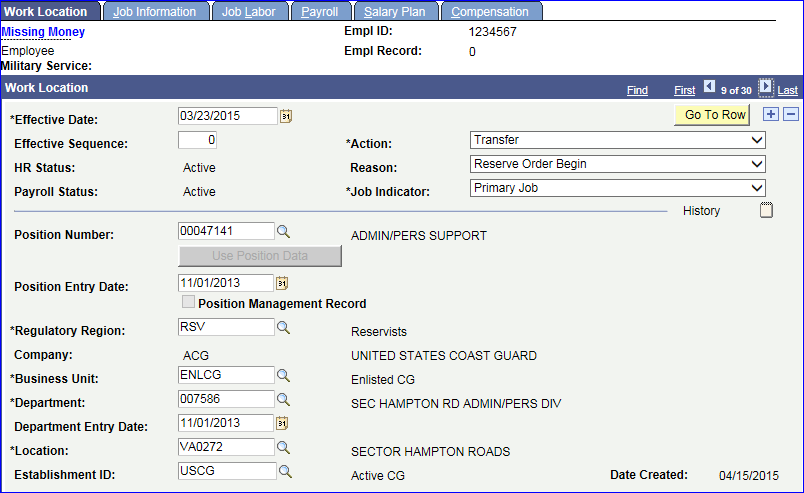 Work Location Job Information Job Labor Payroll Salary Plan Compensation
Missing Money Empl ID: 1234567
Employee Empl Record: 0
Military Service:
Work Location Find First 9 of 30 Last
*Effective Date: 03/23/2015 31 Go To Row
Effective Sequence: 0 *Action: Transfer
HR Status: Active Reason: Reserve Order Begin
Payroll Status: Active *Job Indicator: Primary Job
History
Position Number: 00047141 ADMIN/PERS SUPPORT
Use Position Data
Position Entry Date: 11/01/2013 31
Position Management Record
*Regulatory Region: RSV Reservists
Company: ACG UNITED STATES COAST GUARD
*Business Unit: ENLCG Enlisted CG
*Department: 007586 SEC HAMPTON RD ADMIN/PERS DIV
Department Entry Date: 11/01/2013 31
*Location: VA0272 SECTOR HAMPTON ROADS
Establishment ID: USCG Active CG Date Created: 04/15/2015